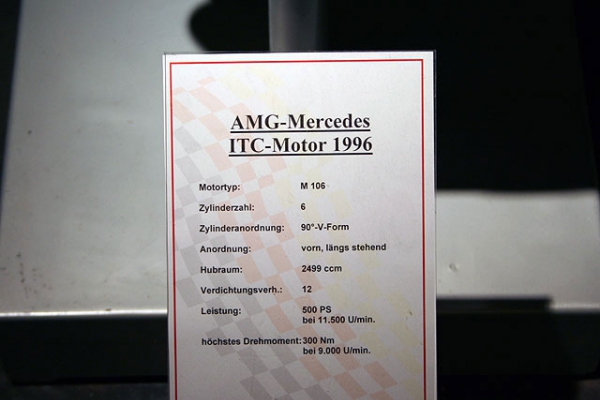 AMG-Mercedes
ITC-Motor 1996
Motortyp: M 106
Zylinderzahl: 6
Zylinderanordnung: 90°-V-Form
Anordnung: vorn, längs stehend
Hubraum: 2499 ccm
Verdichtungsverh.: 12
Leistung: 500 PS
bei 11.500 U/min.
höchstes Drehmoment: 300 Nm
bei 9.000 U/min.